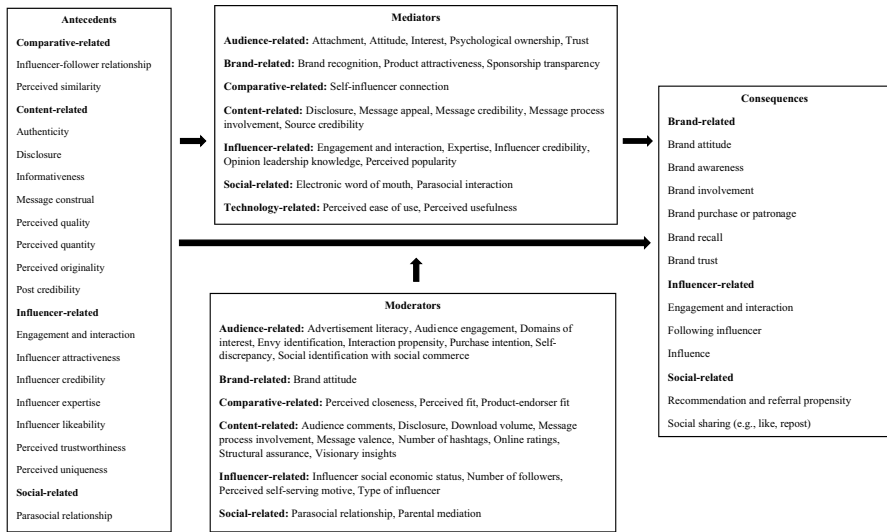 Antecedents
Comparative-related
Influencer-follower relationship
Perceived similarity
Content-related
Authenticity
Disclosure
Informativeness
Message construal
Perceived quality
Perceived quantity
Perceived originality
Post credibility
Influencer-related
Engagement and interaction
Influencer attractiveness
Influencer credibility
Influencer expertise
Influencer likeability
Perceived trustworthiness
Perceived uniqueness
Social-related
Parasocial relationship
Mediators
Audience-related: Attachment, Attitude, Interest, Psychological ownership, Trust
Brand-related: Brand recognition, Product attractiveness, Sponsorship transparency
Comparative-related: Self-influencer connection
Content-related: Disclosure, Message appeal, Message credibility, Message process
involvement, Source credibility
Influencer-related: Engagement and interaction, Expertise, Influencer credibility,
Opinion leadership knowledge, Perceived popularity
Social-related: Electronic word of mouth, Parasocial interaction
Technology-related: Perceived ease of use, Perceived usefulness
Moderators
Audience-related: Advertisement literacy, Audience engagement, Domains of
interest, Envy identification, Interaction propensity, Purchase intention, Self-
discrepancy, Social identification with social commerce
Brand-related: Brand attitude
Comparative-related: Perceived closeness, Perceived fit, Product-endorser fit
Content-related: Audience comments, Disclosure, Download volume, Message
process involvement, Message valence, Number of hashtags, Online ratings,
Structural assurance, Visionary insights
Influencer-related: Influencer social economic status, Number of followers,
Perceived self-serving motive, Type of influencer
Social-related: Parasocial relationship, Parental mediation
Consequences
Brand-related
Brand attitude
Brand awareness
Brand involvement
Brand purchase or patronage
Brand recall
Brand trust
Influencer-related
Engagement and interaction
Following influencer
Influence
Social-related
Recommendation and referral propensity
Social sharing (e.g., like, repost)